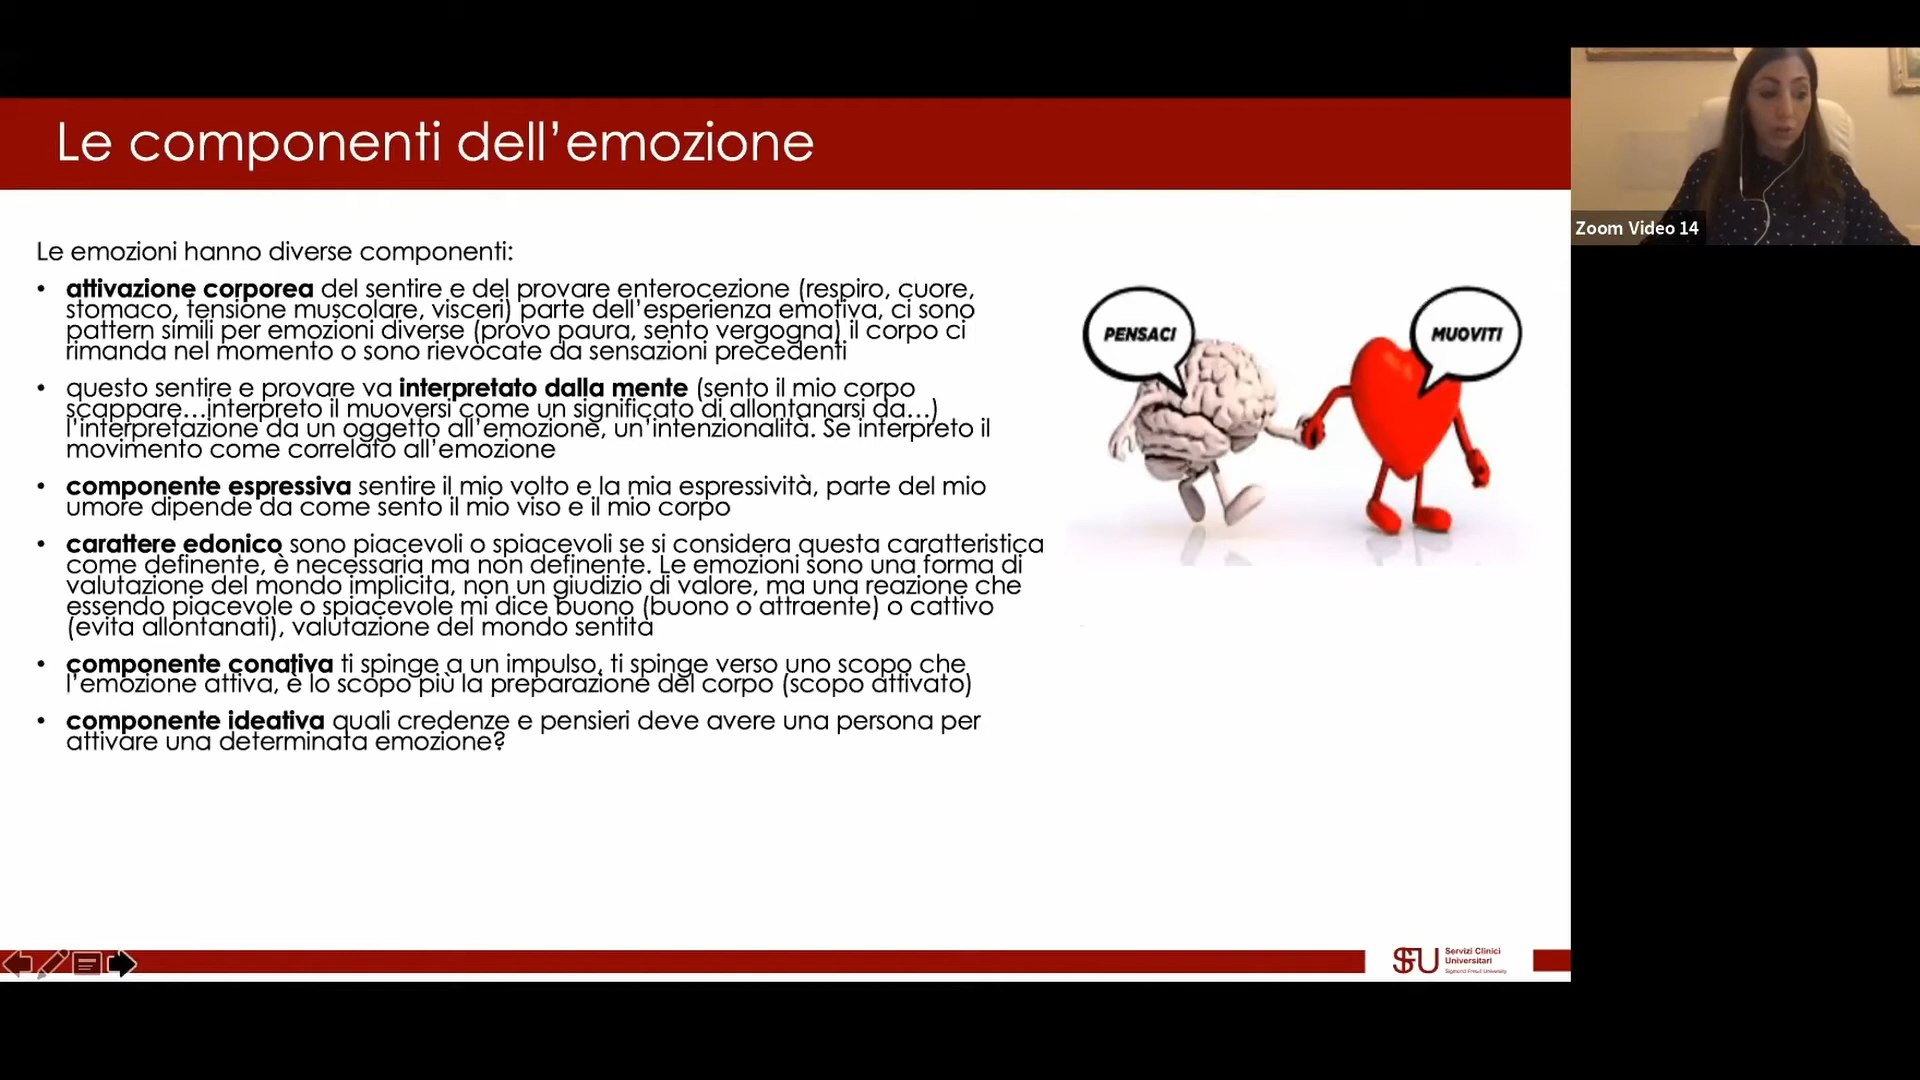 Le componenti dell’emozione
Zoom Video 14
Le emozioni hanno diverse componenti:
• attivazione corporea del sentire e del provare enterocezione (respiro, cuore,
stomaco, tensione muscolare, visceri) parte dell’esperienza emotiva, ci sono
pattern simili per emozioni diverse (provo paura, sento vergogna) il corpo ci
rimanda nel momento o sono rievocate da sensazioni precedenti
• questo sentire e provare va interpretato dalla mente (sento il mio corpo
scappare…interpreto il muoversi come un significato di allontanarsi da…)
l’interpretazione da un oggetto all’emozione, un’intenzionalità. Se interpreto il
movimento come correlato all’emozione
• componente espressiva sentire il mio volto e la mia espressività, parte del mio
umore dipende da come sento il mio viso e il mio corpo
• carattere edonico sono piacevoli o spiacevoli se si considera questa caratteristica
come definente, è necessaria ma non definente. Le emozioni sono una forma di
valutazione del mondo implicita, non un giudizio di valore, ma una reazione che
essendo piacevole o spiacevole mi dice buono (buono o attraente) o cattivo
(evita allontanati), valutazione del mondo sentita
• componente conativa ti spinge a un impulso, ti spinge verso uno scopo che
l’emozione attiva, è lo scopo più la preparazione del corpo (scopo attivato)
• componente ideativa quali credenze e pensieri deve avere una persona per
attivare una determinata emozione?
PENSACI
MUOVITI
SFU
Servizi Clinici
Universitari
Sigmund Freud University